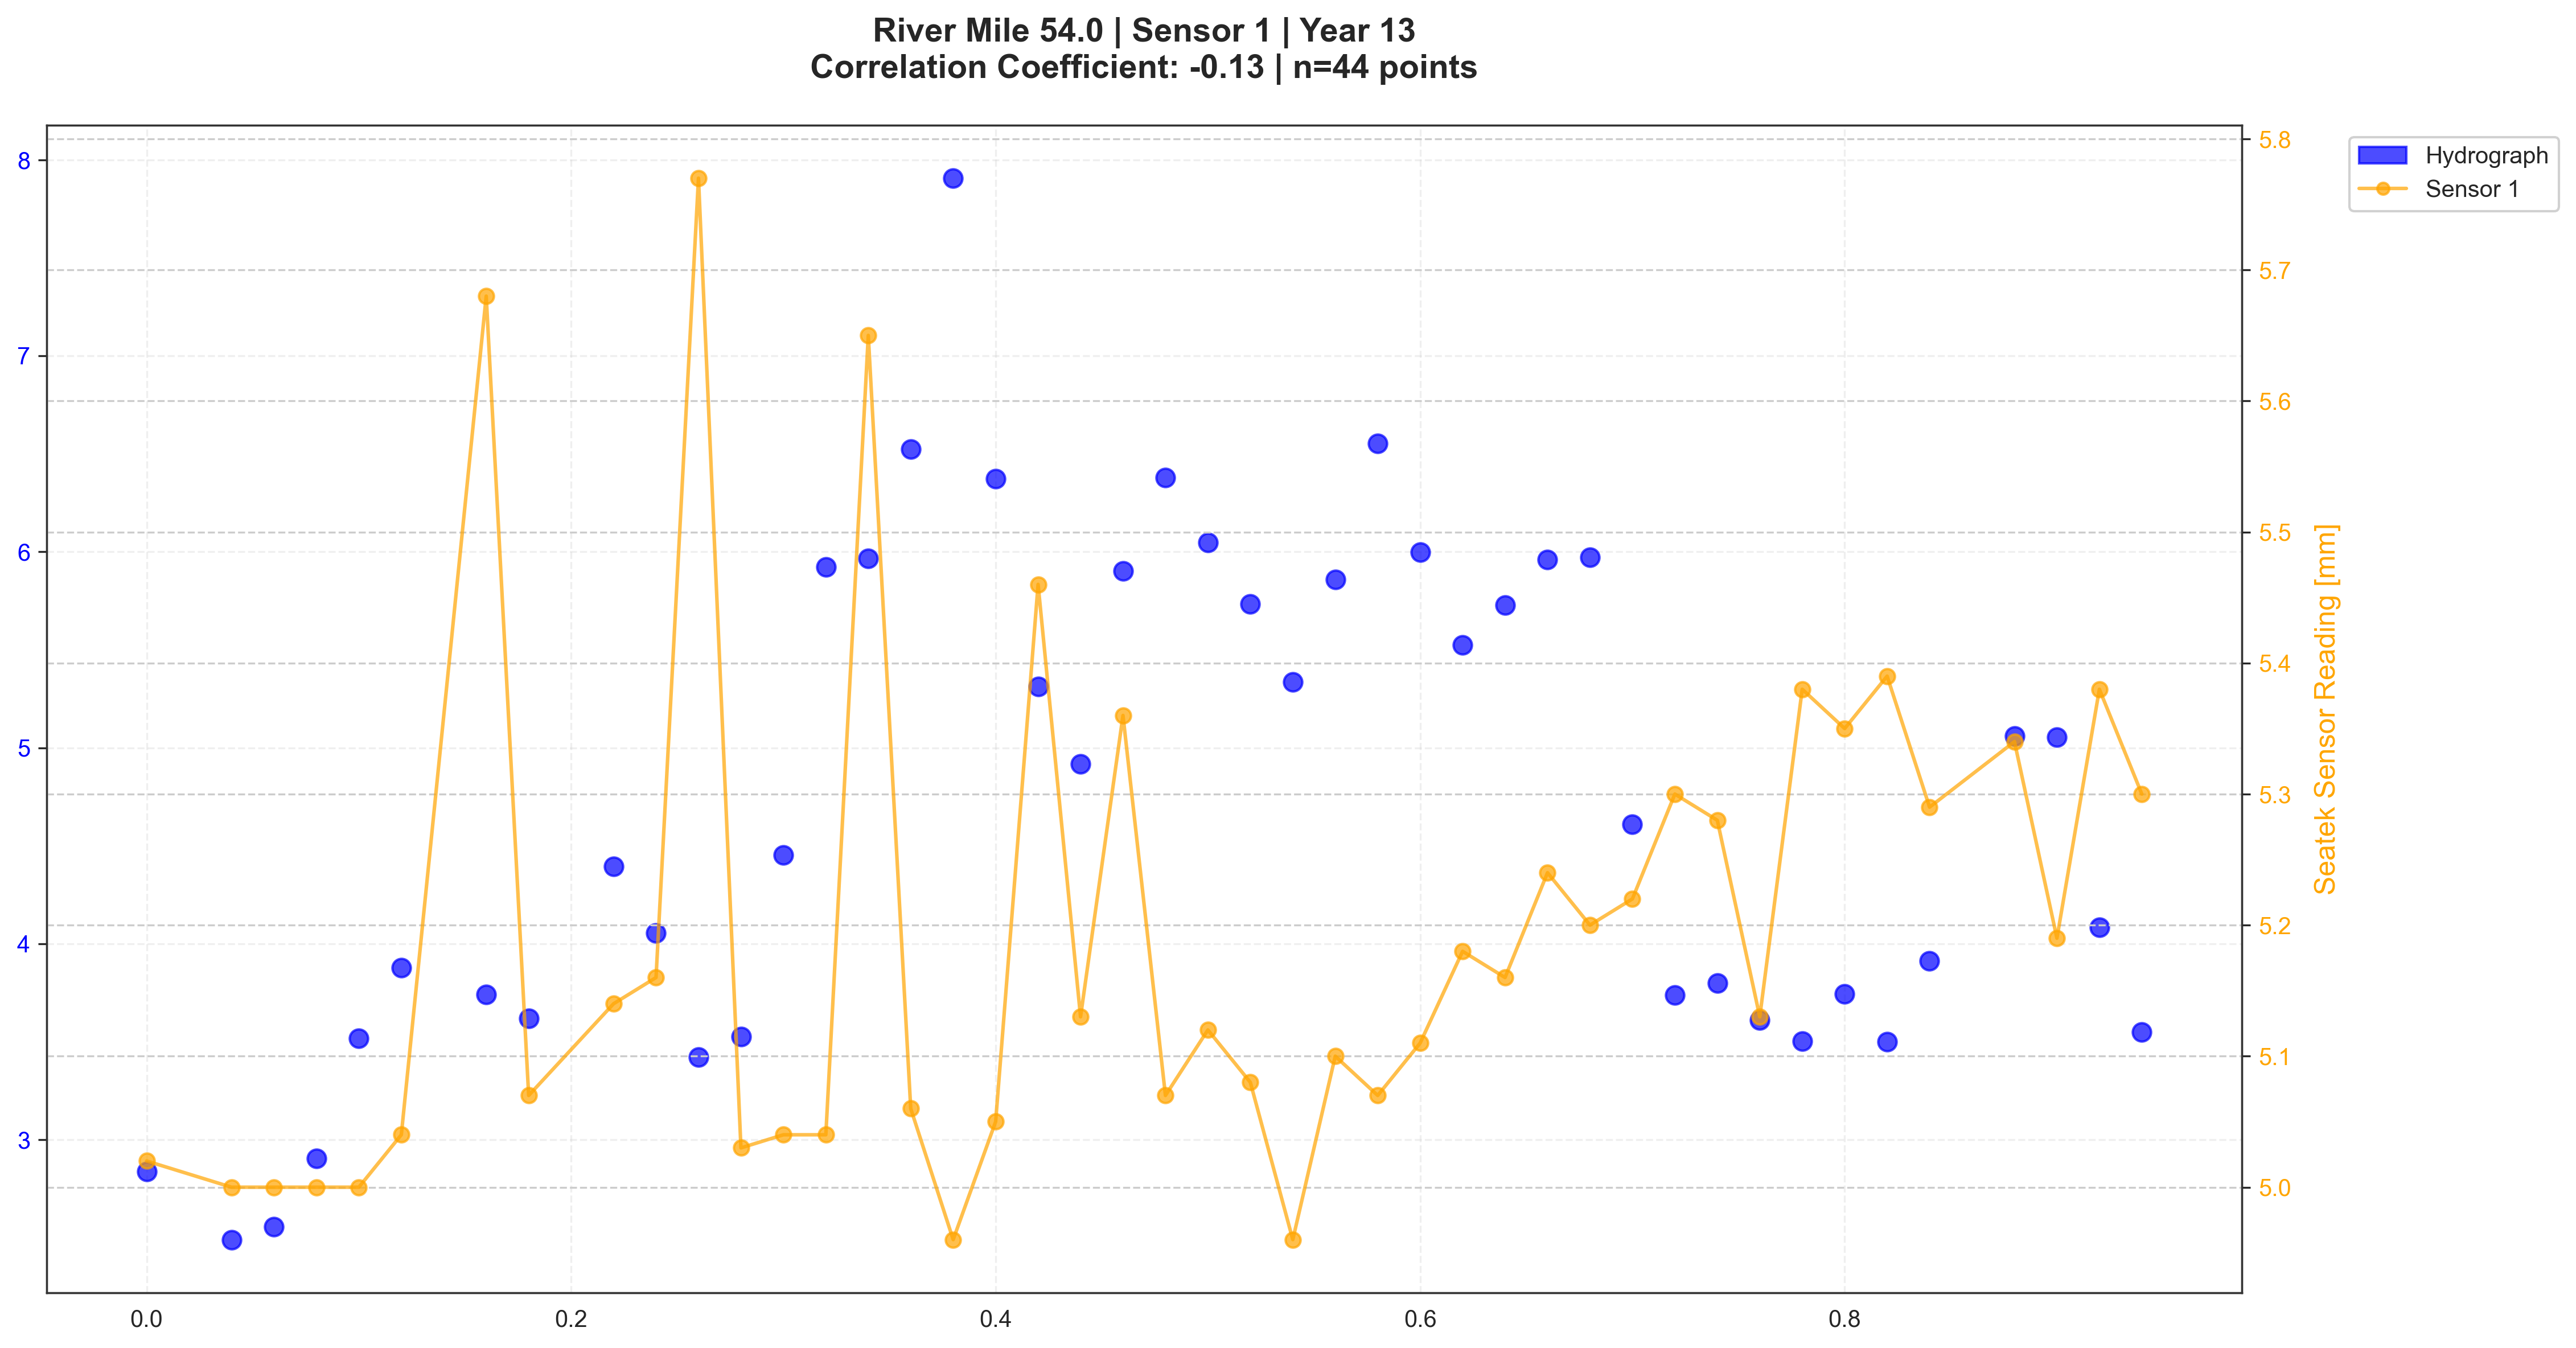 River Mile 54.0 | Sensor 1 | Year 13
Correlation Coefficient: -0.13 | n=44 points
Hydrograph
Sensor 1
8
7
6
5
4
3
5.8
5.7
5.6
5.5
5.4
5.3
5.2
5.1
5.0
Seatek Sensor Reading [mm]
0.0 0.2 0.4 0.6 0.8